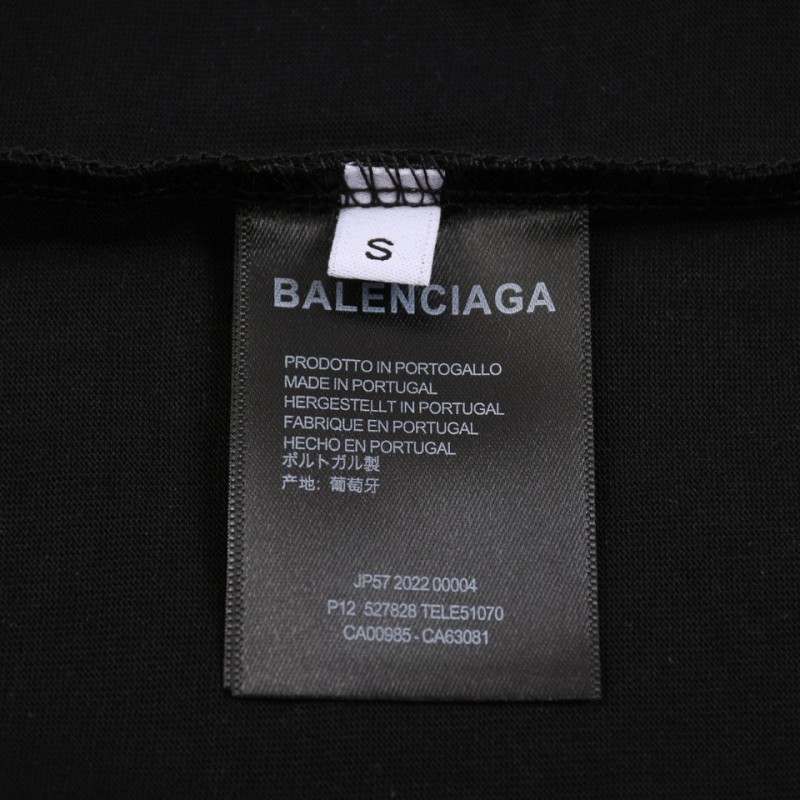 S
BALENCIAGA
PRODOTTO IN PORTOGALLO
MADE IN PORTUGAL
HERGESTELLT IN PORTUGAL
FABRIQUE EN PORTUGAL
HECHO EN PORTUGAL
ポルトガル製
产地: 葡萄牙
JP57 2022 00004
P12 527828 TELE51070
CA00985 - CA63081